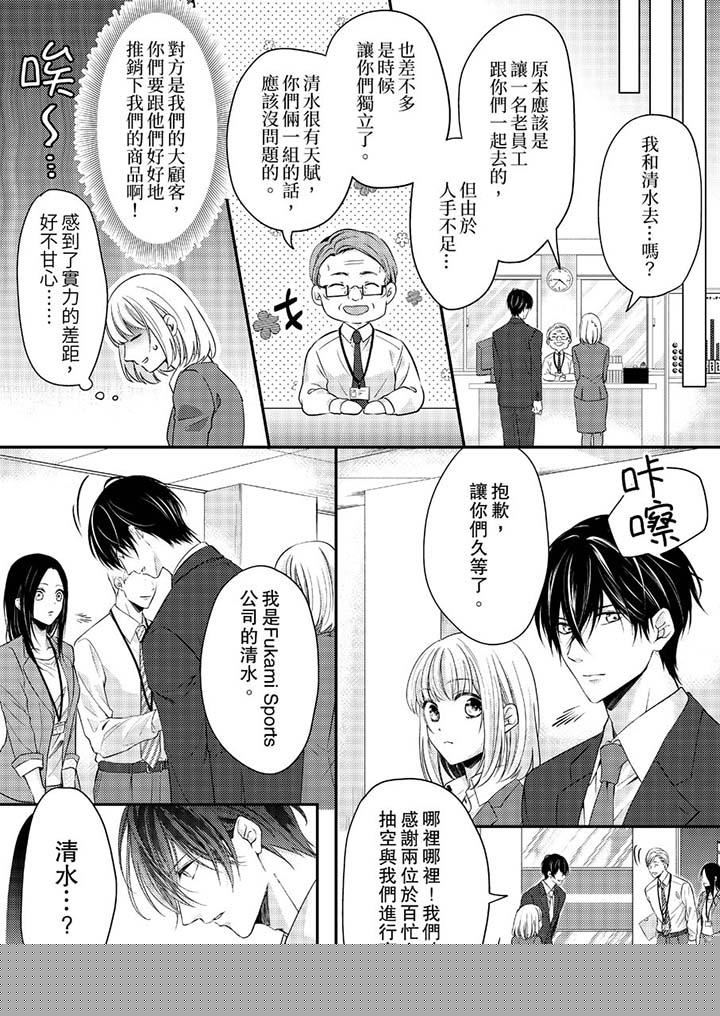 我和清水去…嗎？
原本應該是
讓一名老員工
跟你們一起去的，
但由於
人手不足…
也差不多
是時候
讓你們獨立了。
清水很有天賦，
你們倆一組的話，
應該沒問題的。
對方是我們的大顧客，
你們要跟他們好好地
推銷下我們的商品啊！
唉～…
感到了實力的差距，
好不甘心……
咔嚓
抱歉，
讓你們久等了。
我是Fukami Sports
公司的清水。
哪裡哪裡！我們
感謝兩位於百忙
抽空與我們進行
清水…？